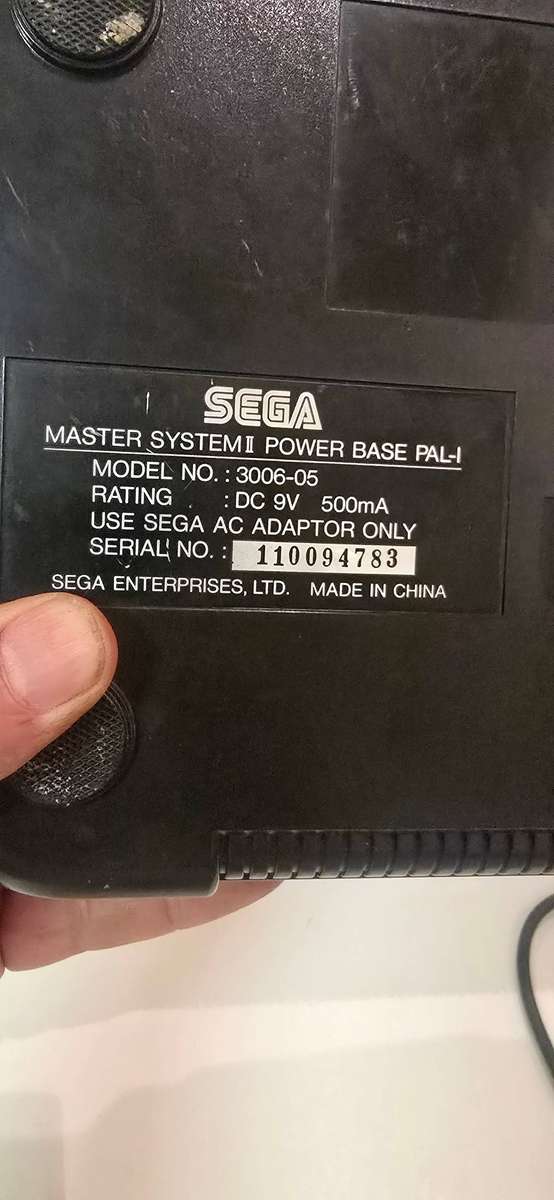 SEGA
MASTER SYSTEM II POWER BASE PAL-I
MODEL NO. : 3006-05
RATING : DC 9V 500mA
USE SEGA AC ADAPTOR ONLY
SERIAL NO. : 110094783
SEGA ENTERPRISES, LTD. MADE IN CHINA